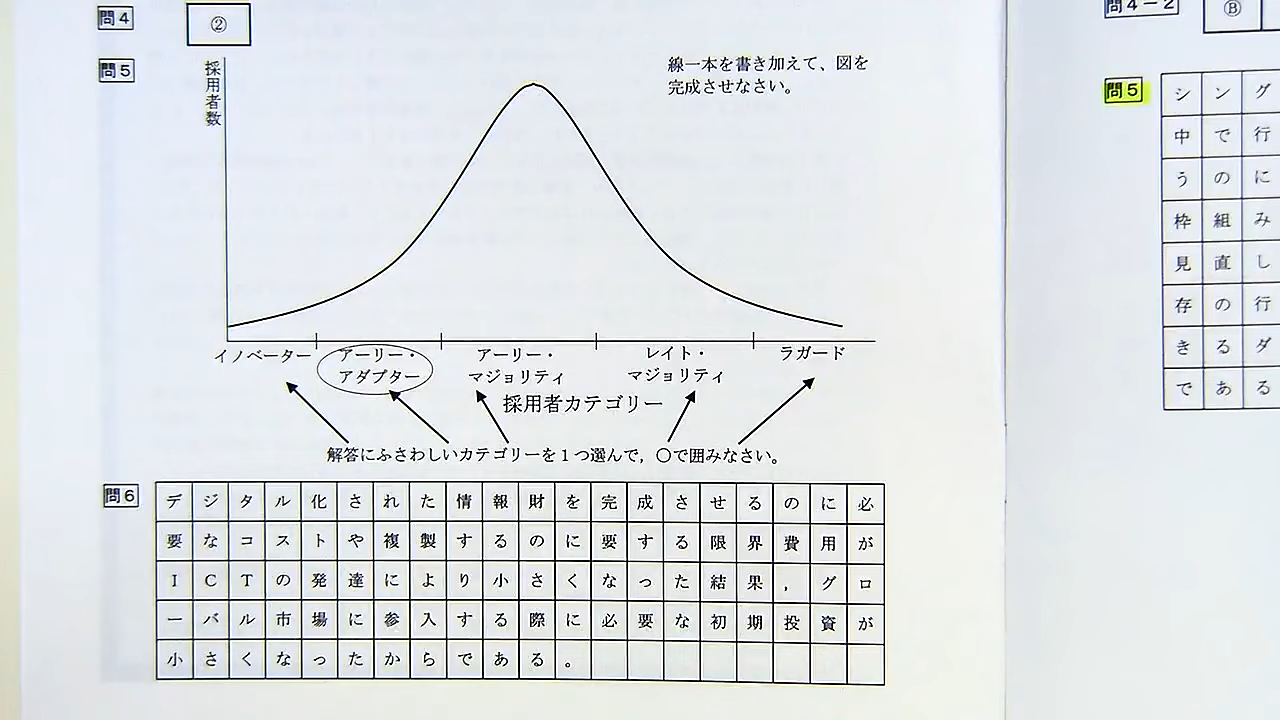 問4
②
問5
採用者数
線一本を書き加えて、図を
完成させなさい。
イノベーター
アーリー・
アダプター
アーリー・
マジョリティ
レイト・
マジョリティ
ラガード
採用者カテゴリー
解答にふさわしいカテゴリーを1つ選んで，〇で囲みなさい。
問6
デジタル化された情報財を完成させるのに必
要なコストや複製するのに要する限界費用が
ICTの発達により小さくなった結果，グロ
ーバル市場に参入する際に必要な初期投資が
小さくなったからである。
問4－2
Ⓑ
問5
シング
中で行
うのに
枠組み
見直し
存の行
きるダ
である